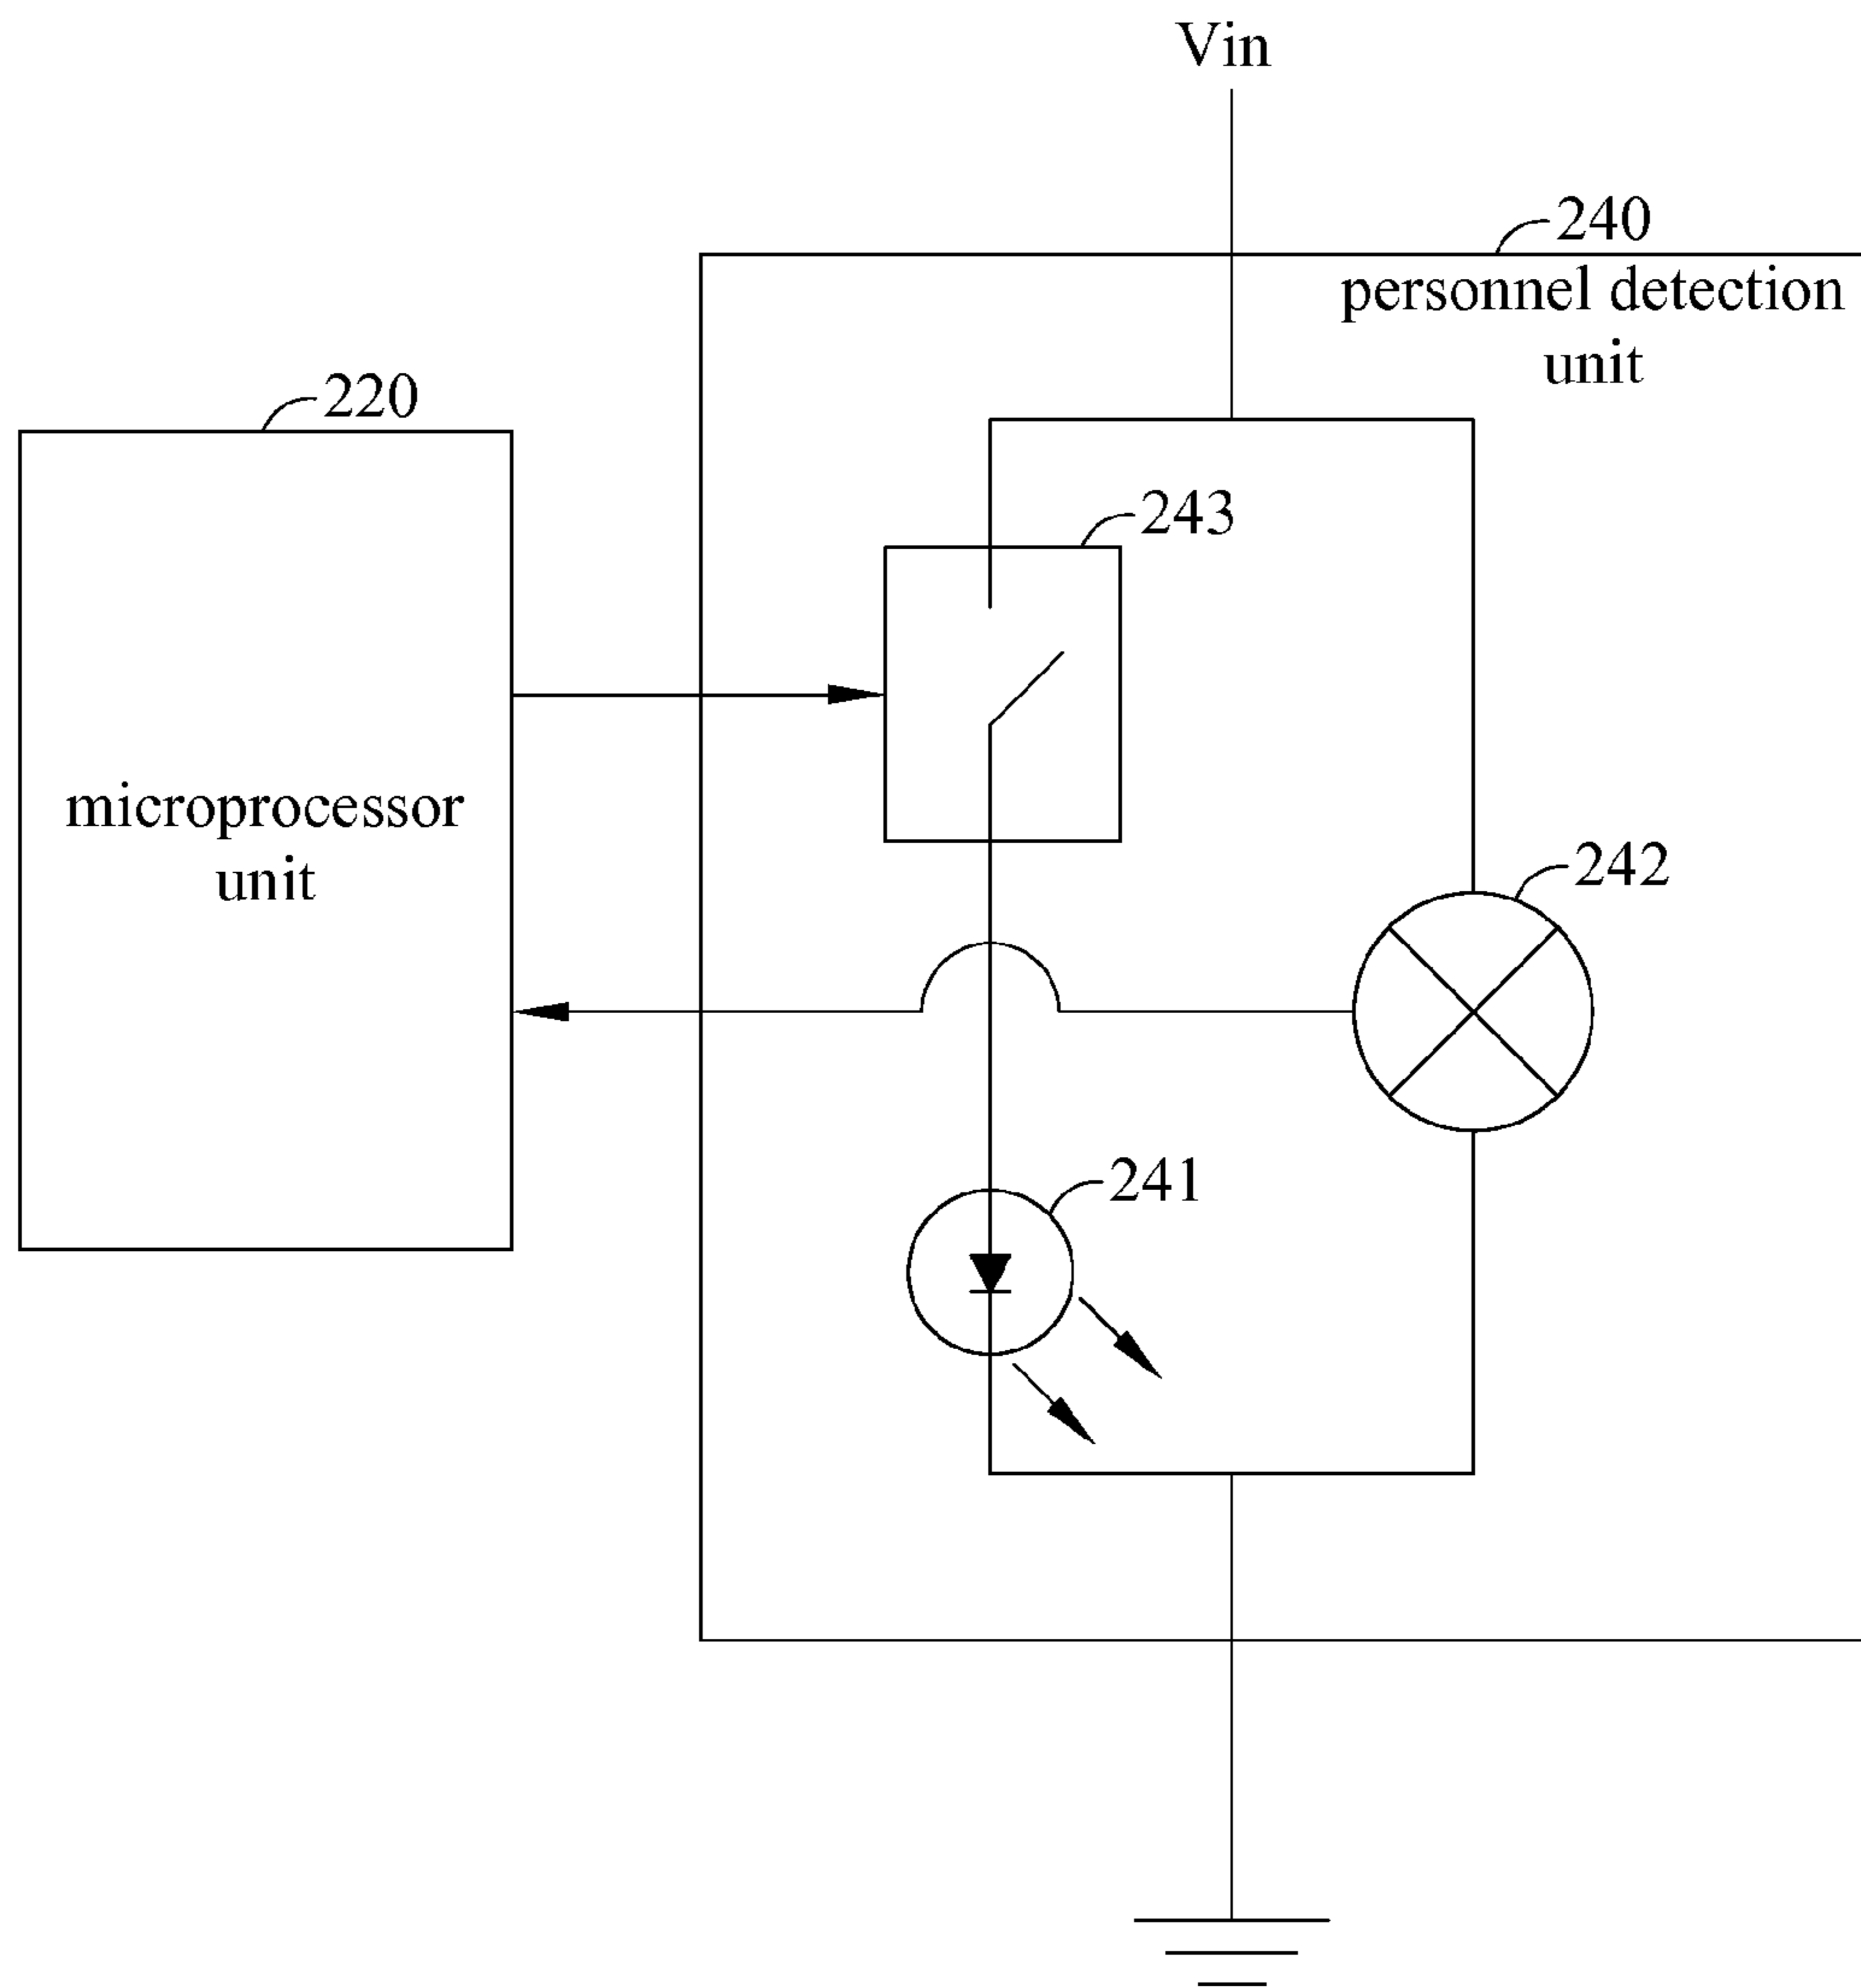 Vin
240
personnel detection
unit
220
243
microprocessor
unit
242
241